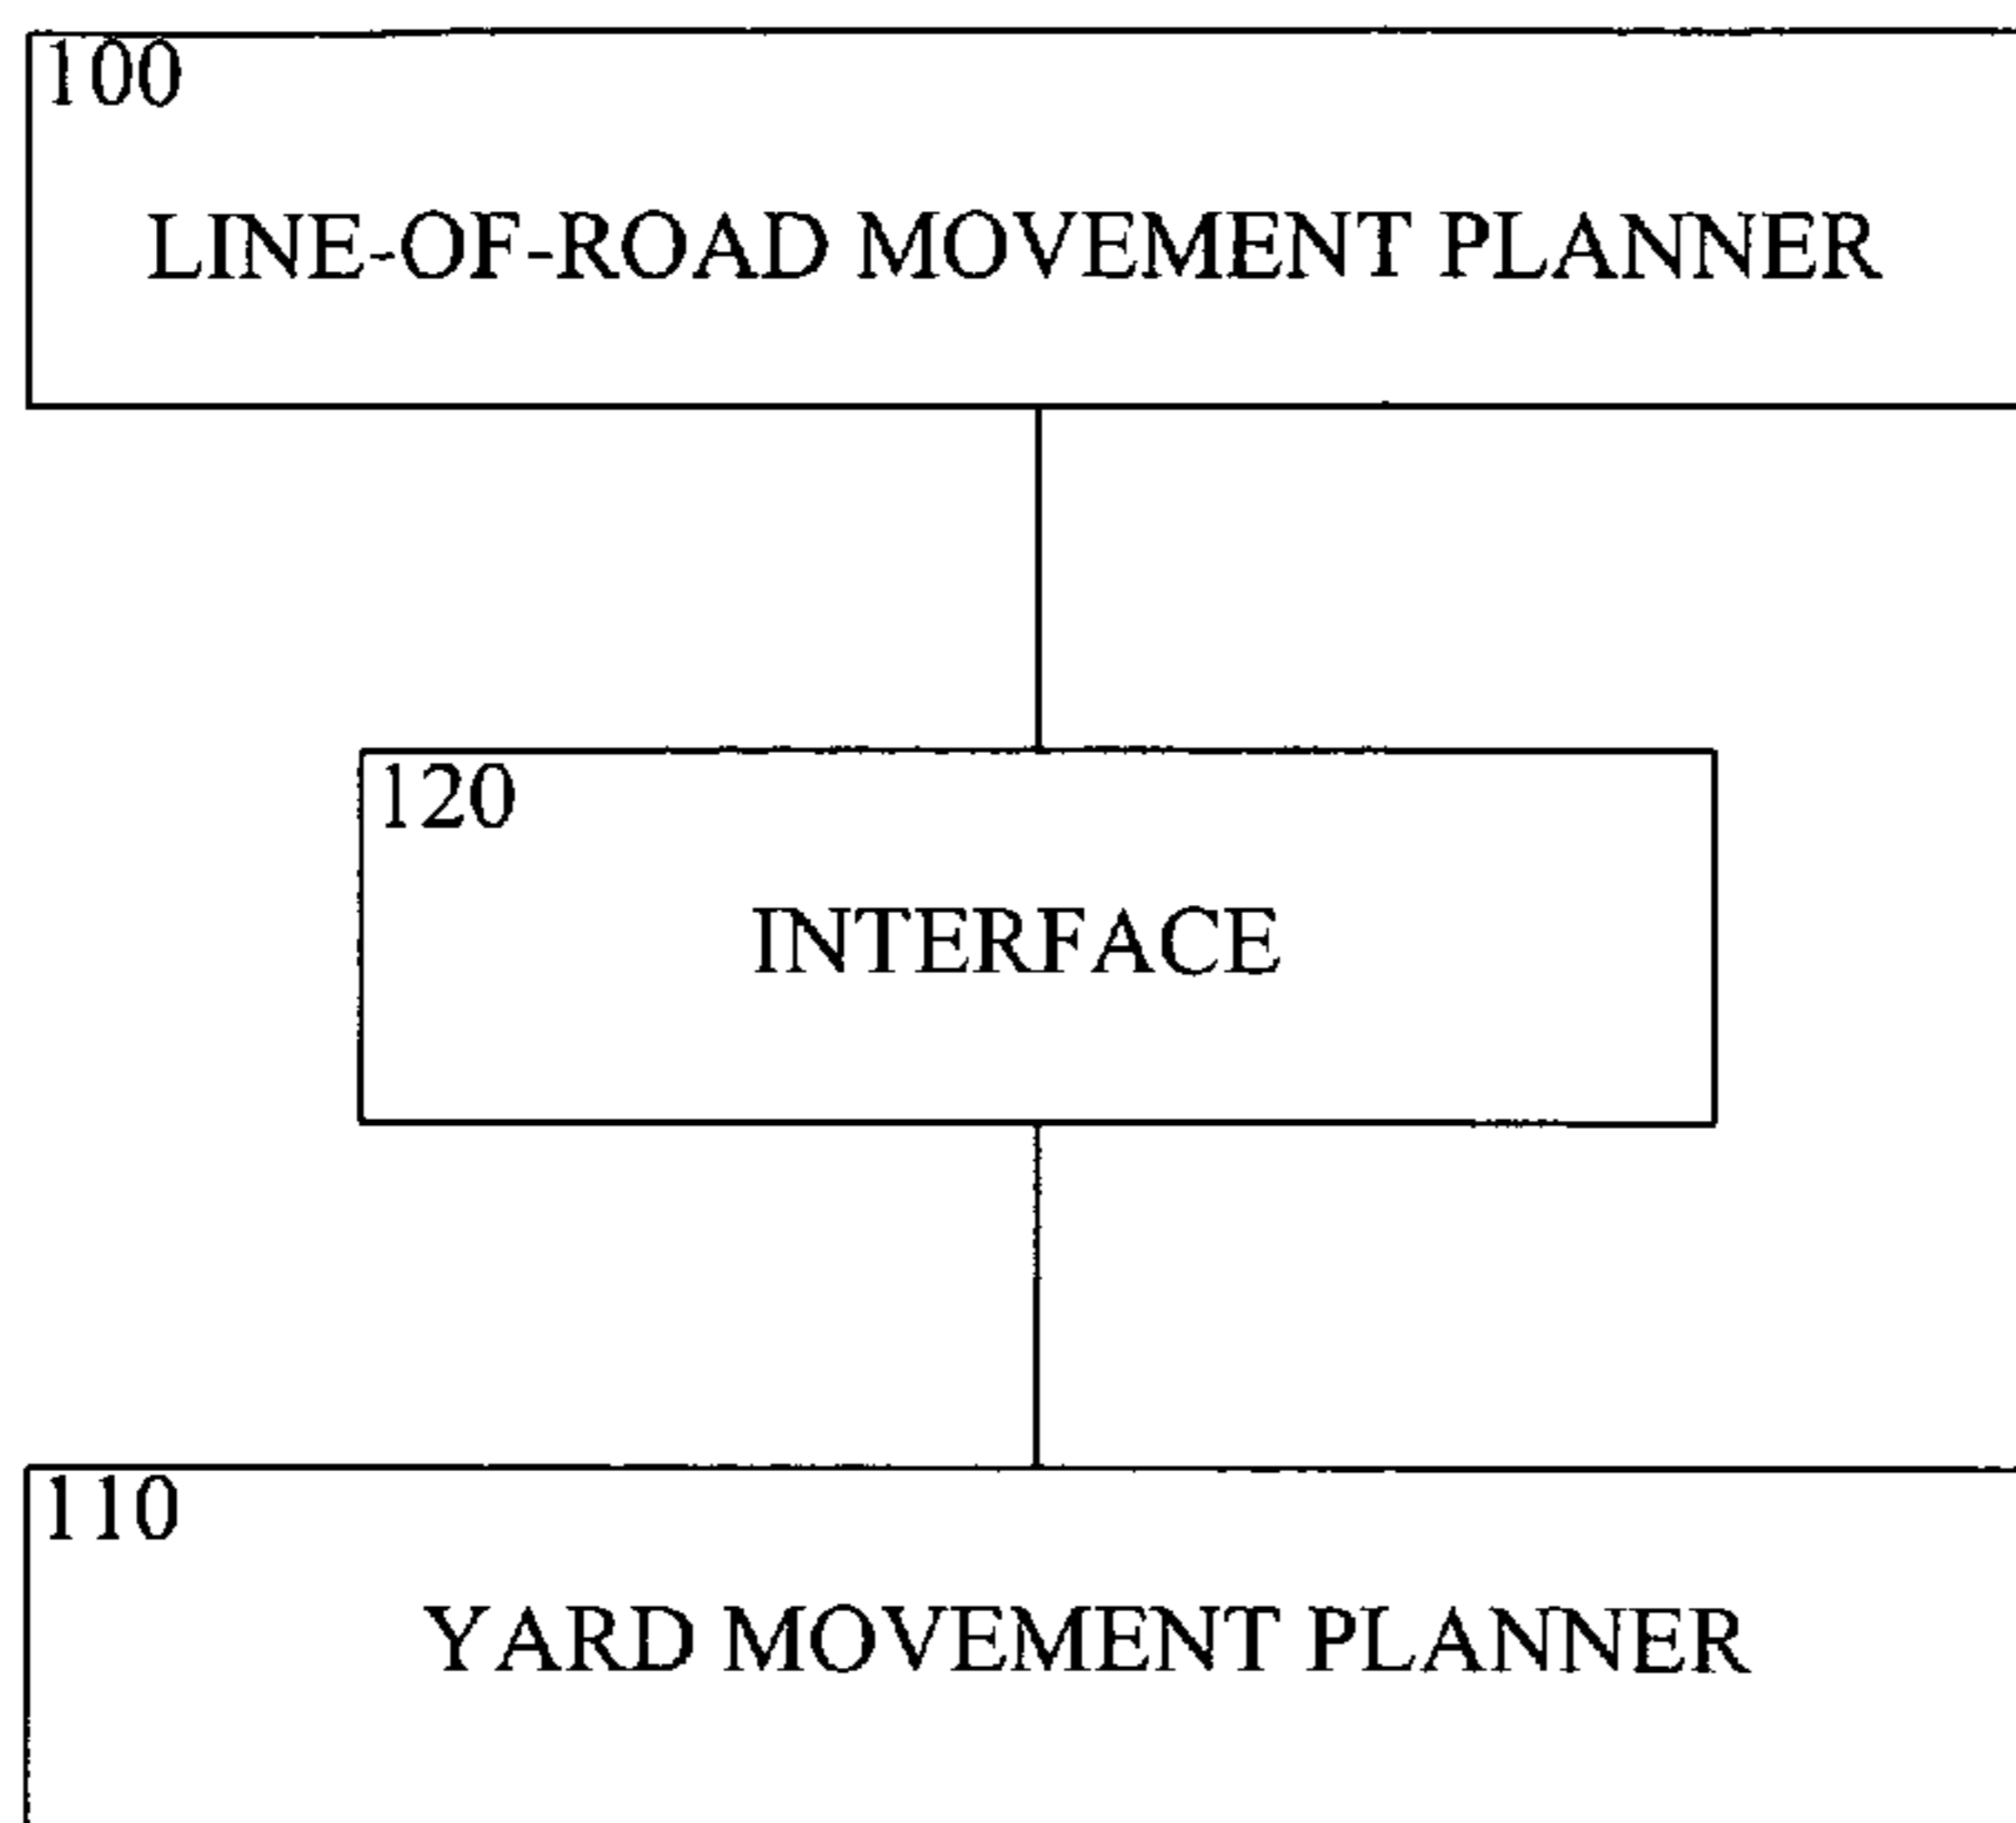 100
LINE-OF-ROAD MOVEMENT PLANNER
120
INTERFACE
110
YARD MOVEMENT PLANNER